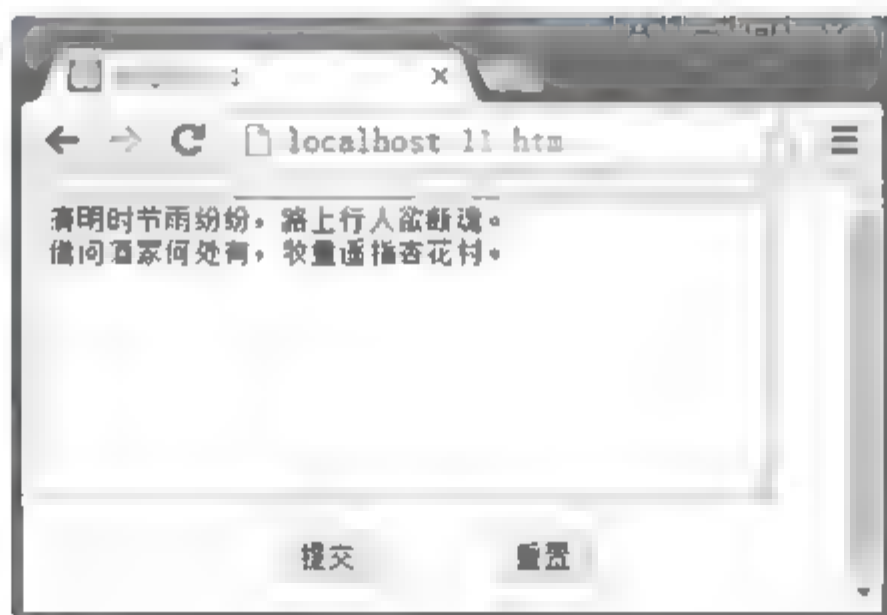 localhost 11 htm
清明时节雨纷纷，路上行人欲断魂。
借问酒家何处有，牧童遥指杏花村。
提交 重置